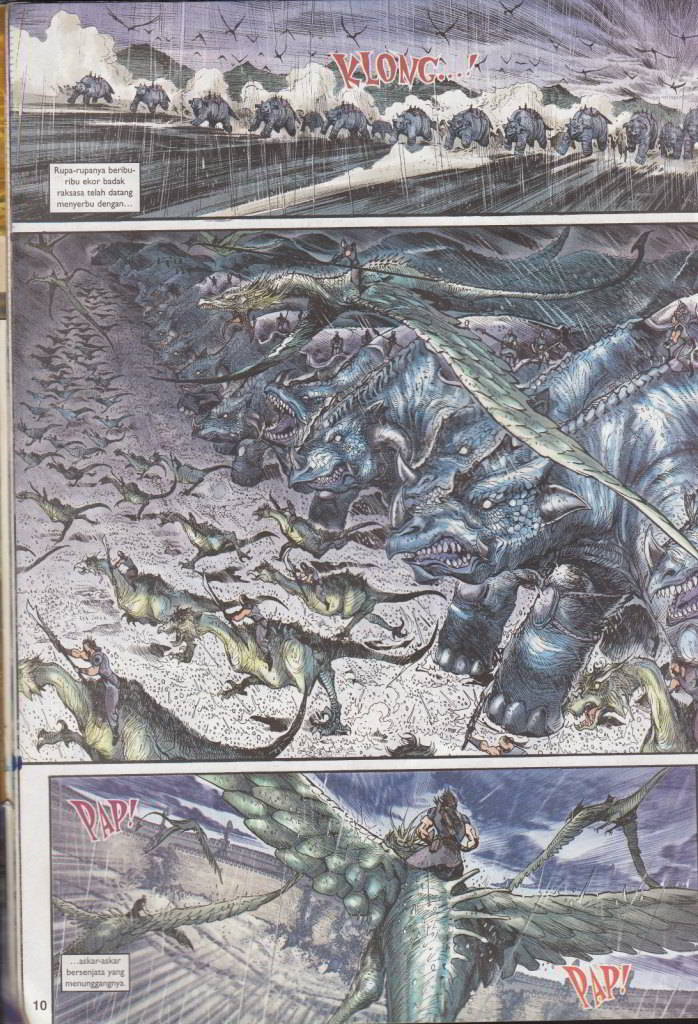 KLONG...!
Rupa-rupanya beribu-
ribu ekor badak
raksasa telah datang
menyerbu dengan...
PAP!
...askar-askar
bersenjata yang
menunggangnya.
PAP!
10